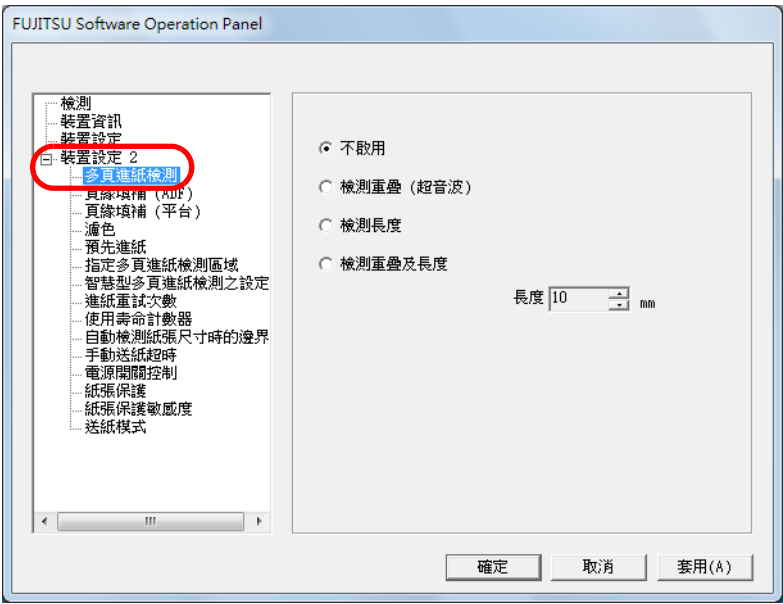 FUJITSU Software Operation Panel
檢測
裝置資訊
裝置設定
裝置設定 2
多頁進紙檢測
頁緣填補 (ADF)
頁緣填補 (平台)
濾色
預先進紙
指定多頁進紙檢測區域
智慧型多頁進紙檢測之設定
進紙重試次數
使用壽命計數器
自動檢測紙張尺寸時的邊界
手動送紙超時
電源開關控制
紙張保護
紙張保護敏感度
送紙模式
不啟用
檢測重疊 (超音波)
檢測長度
檢測重疊及長度
長度 10 mm
確定 取消 套用(A)